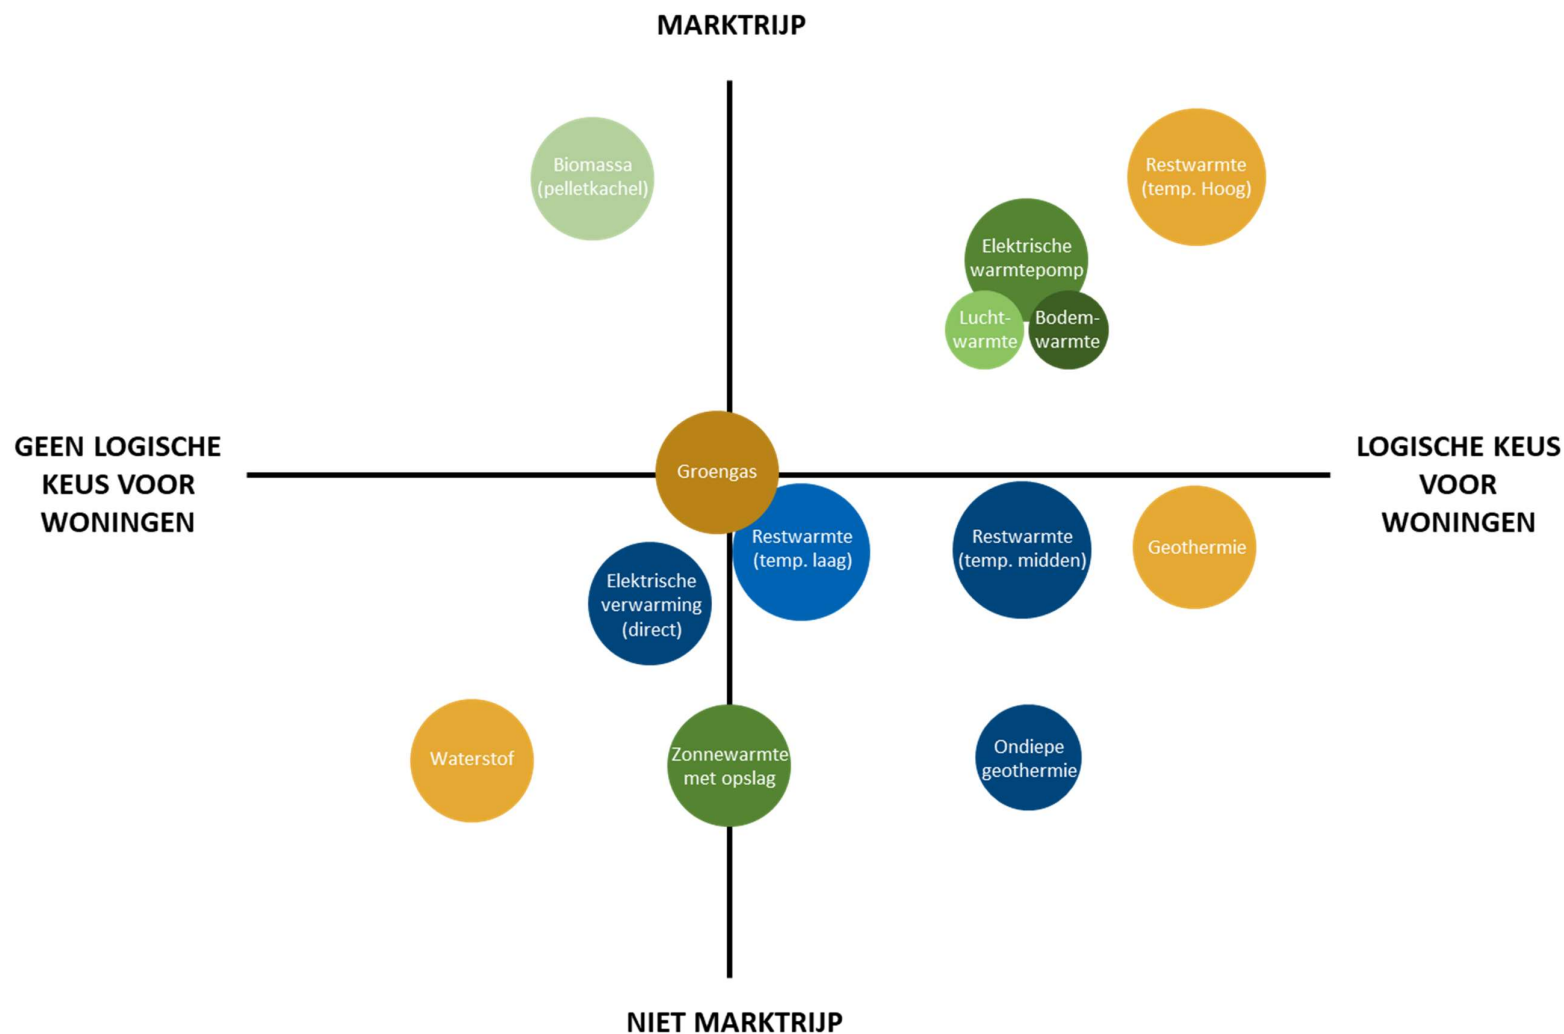 MARKTRIJP
Biomassa
(pelletkachel)
Restwarmte
(temp. Hoog)
Elektrische
warmtepomp
Lucht-
warmte
Bodem-
warmte
GEEN LOGISCHE
KEUS VOOR
WONINGEN
Groengas
LOGISCHE KEUS
VOOR
WONINGEN
Restwarmte
(temp. laag)
Restwarmte
(temp. midden)
Geothermie
Elektrische
verwarming
(direct)
Waterstof
Zonnewarmte
met opslag
Ondiepe
geothermie
NIET MARKTRIJP